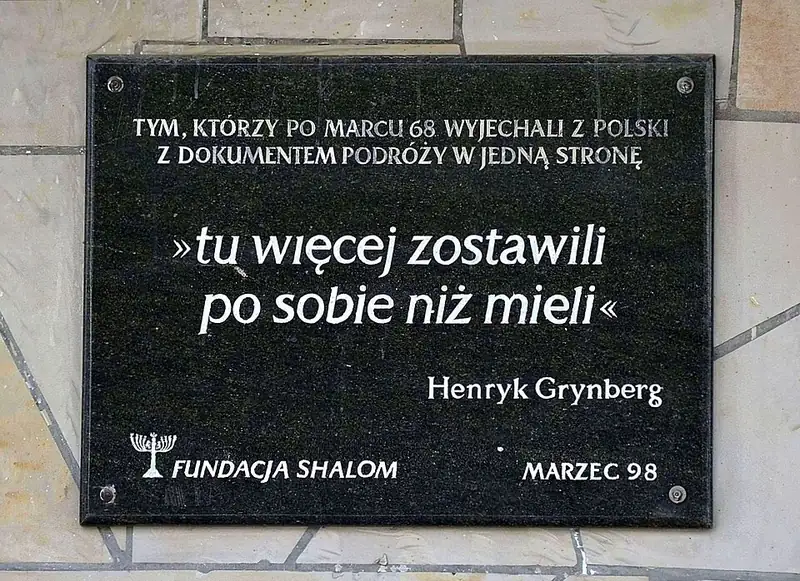 TYM, KTÓRZY PO MARCU 68 WYJECHALI Z POLSKI
Z DOKUMENTEM PODRÓŻY W JEDNĄ STRONĘ
»tu więcej zostawili
po sobie niż mieli«
Henryk Grynberg
FUNDACJA SHALOM
MARZEC 98